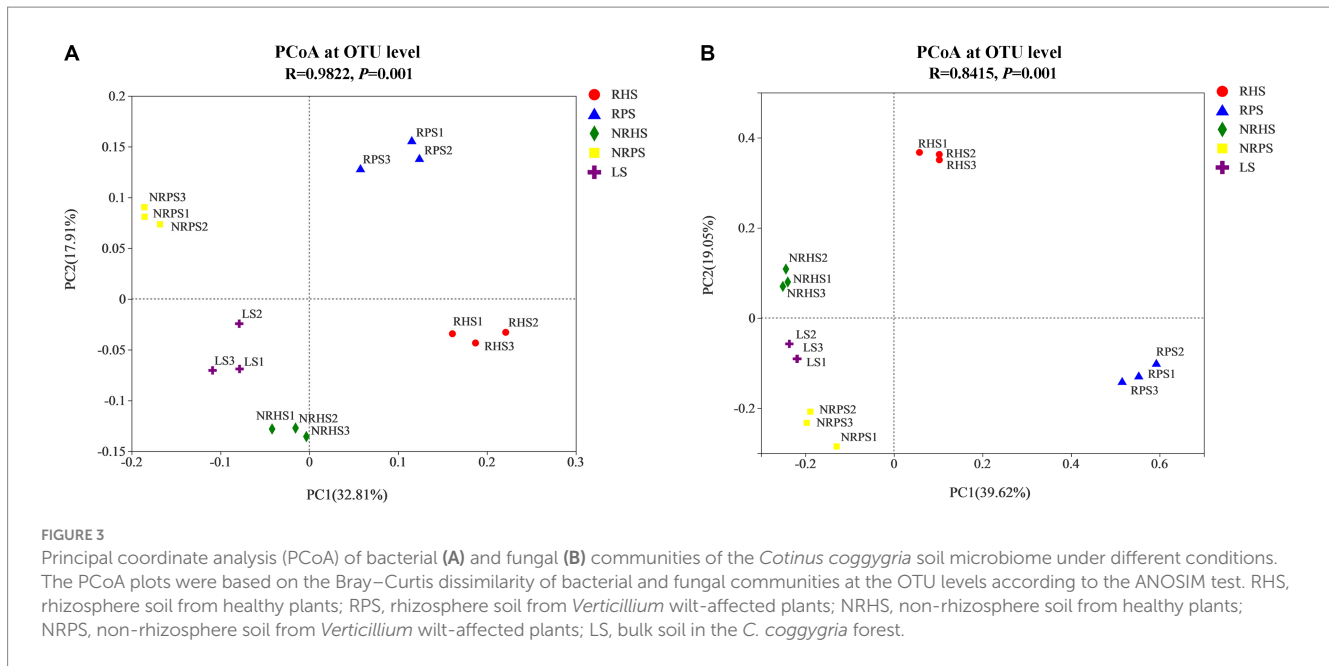 A
PCoA at OTU level
R=0.9822, P=0.001
0.2
0.15
0.1
0.05
0
-0.05
-0.1
-0.15
PC2(17.91%)
-0.2
-0.1
0
0.1
0.2
0.3
PC1(32.81%)
RPS1
RPS2
RPS3
NRPS3
NRPS1
NRPS2
LS2
LS3
LS1
RHS1
RHS2
RHS3
NRHS1
NRHS2
NRHS3
RHS
RPS
NRHS
NRPS
LS
B
PCoA at OTU level
R=0.8415, P=0.001
0.4
0.2
0
-0.2
PC2(19.05%)
-0.2
0
0.2
0.4
0.6
PC1(39.62%)
RHS1
RHS2
RHS3
NRHS2
NRHS1
NRHS3
LS2
LS3
LS1
NRPS2
NRPS3
NRPS1
RPS2
RPS1
RPS3
RHS
RPS
NRHS
NRPS
LS
FIGURE 3
Principal coordinate analysis (PCoA) of bacterial (A) and fungal (B) communities of the Cotinus coggygria soil microbiome under different conditions.
The PCoA plots were based on the Bray–Curtis dissimilarity of bacterial and fungal communities at the OTU levels according to the ANOSIM test. RHS,
rhizosphere soil from healthy plants; RPS, rhizosphere soil from Verticillium wilt-affected plants; NRHS, non-rhizosphere soil from healthy plants;
NRPS, non-rhizosphere soil from Verticillium wilt-affected plants; LS, bulk soil in the C. coggygria forest.